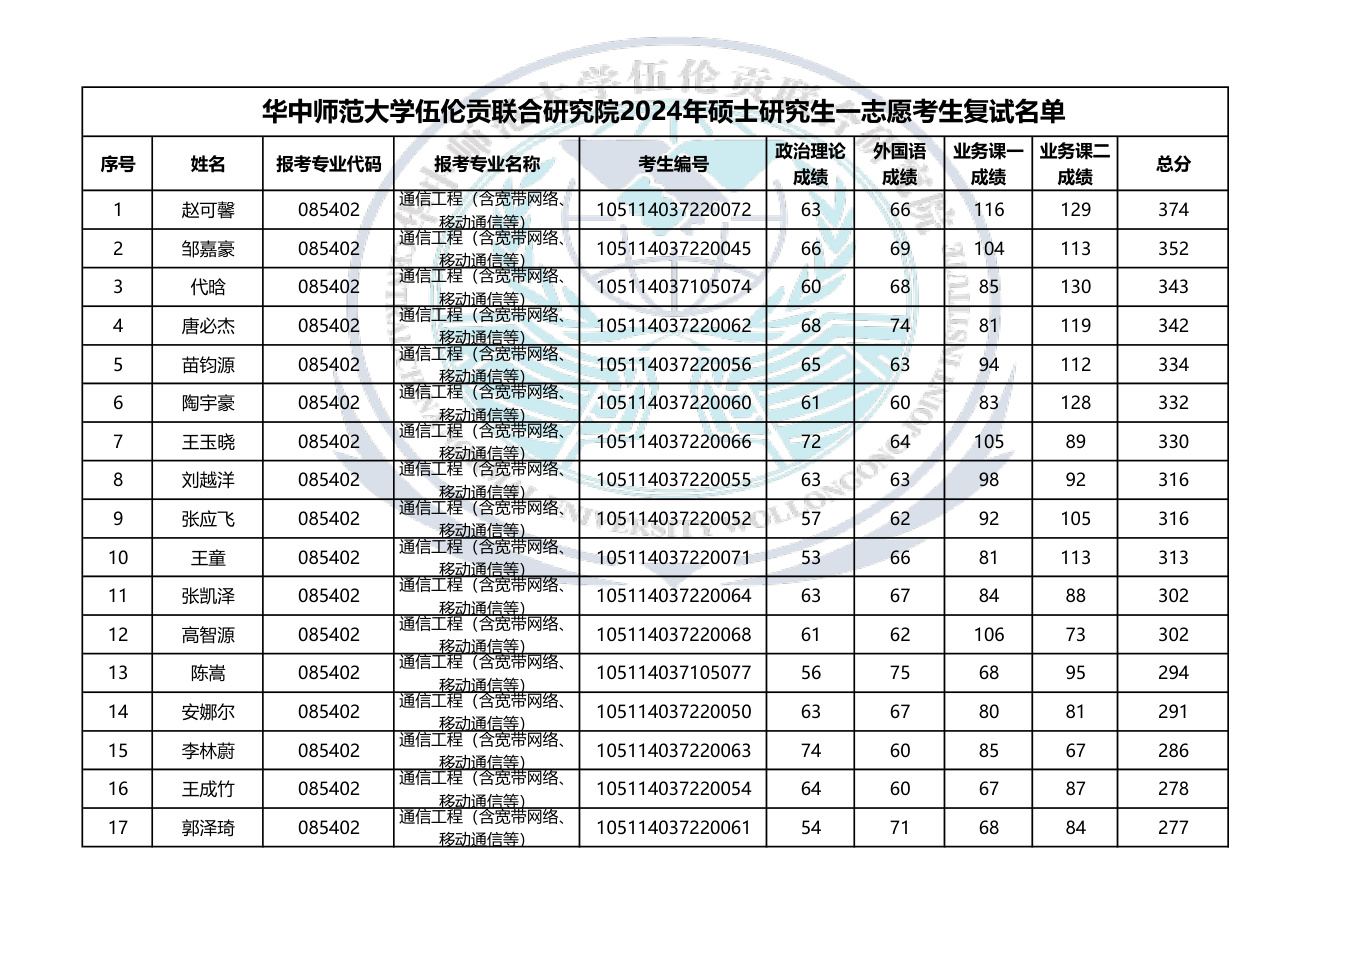 华中师范大学伍伦贡联合研究院2024年硕士研究生一志愿考生复试名单
序号 姓名 报考专业代码 报考专业名称 考生编号 政治理论成绩 外国语成绩 业务课一成绩 业务课二成绩 总分
1 赵可馨 085402 通信工程（含宽带网络、移动通信等） 105114037220072 63 66 116 129 374
2 邹嘉豪 085402 通信工程（含宽带网络、移动通信等） 105114037220045 66 69 104 113 352
3 代晗 085402 通信工程（含宽带网络、移动通信等） 105114037105074 60 68 85 130 343
4 唐必杰 085402 通信工程（含宽带网络、移动通信等） 105114037220062 68 74 81 119 342
5 苗钧源 085402 通信工程（含宽带网络、移动通信等） 105114037220056 65 63 94 112 334
6 陶宇豪 085402 通信工程（含宽带网络、移动通信等） 105114037220060 61 60 83 128 332
7 王玉晓 085402 通信工程（含宽带网络、移动通信等） 105114037220066 72 64 105 89 330
8 刘越洋 085402 通信工程（含宽带网络、移动通信等） 105114037220055 63 63 98 92 316
9 张应飞 085402 通信工程（含宽带网络、移动通信等） 105114037220052 57 62 92 105 316
10 王童 085402 通信工程（含宽带网络、移动通信等） 105114037220071 53 66 81 113 313
11 张凯泽 085402 通信工程（含宽带网络、移动通信等） 105114037220064 63 67 84 88 302
12 高智源 085402 通信工程（含宽带网络、移动通信等） 105114037220068 61 62 106 73 302
13 陈嵩 085402 通信工程（含宽带网络、移动通信等） 105114037105077 56 75 68 95 294
14 安娜尔 085402 通信工程（含宽带网络、移动通信等） 105114037220050 63 67 80 81 291
15 李林蔚 085402 通信工程（含宽带网络、移动通信等） 105114037220063 74 60 85 67 286
16 王成竹 085402 通信工程（含宽带网络、移动通信等） 105114037220054 64 60 67 87 278
17 郭泽琦 085402 通信工程（含宽带网络、移动通信等） 105114037220061 54 71 68 84 277